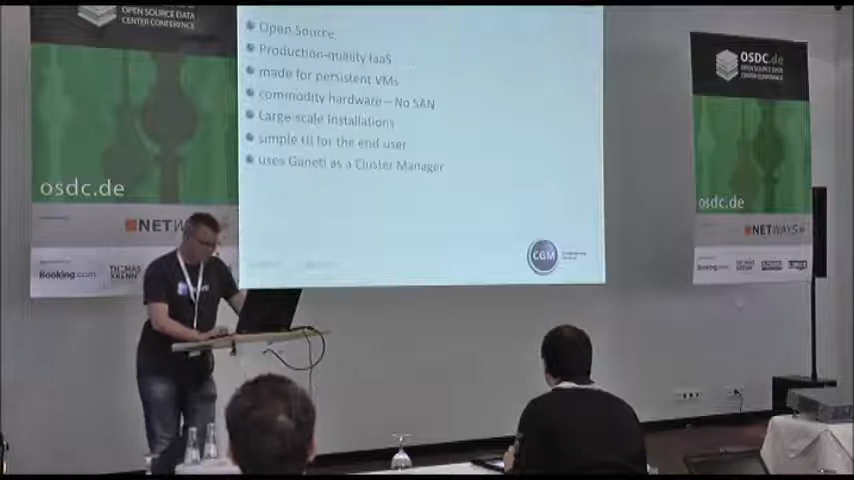 OPEN SOURCE DATA
CENTER CONFERENCE
osdc.de
NETWAYS
Booking.com
THOMAS
KRENN
Open Source
Production-quality IaaS
made for persistent VMs
commodity hardware – No SAN
Large scale installations
simple UI for the end user
uses Ganeti as a Cluster Manager
CGM
OSDC.de
OPEN SOURCE DATA
CENTER CONFERENCE
osdc.de
NETWAYS